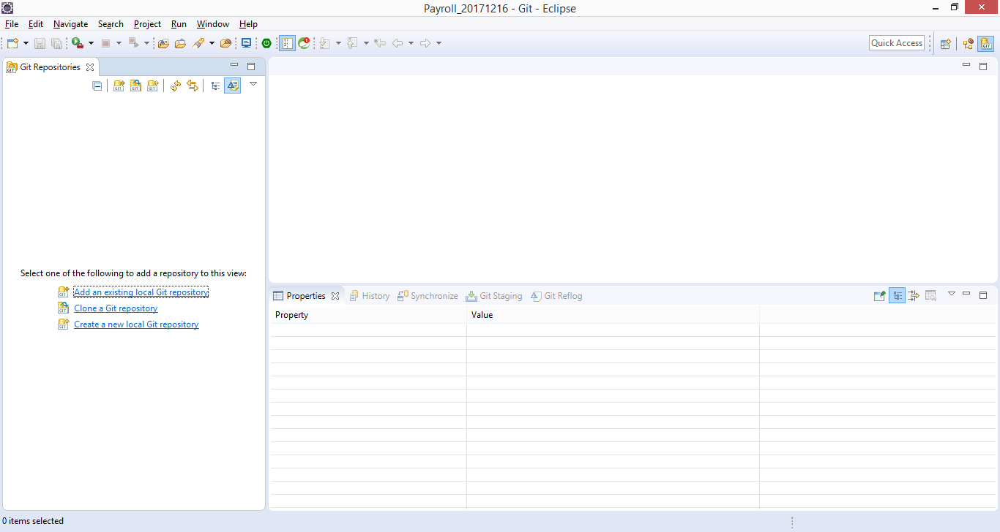 Payroll_20171216 - Git - Eclipse
File Edit Navigate Search Project Run Window Help
Quick Access
Git Repositories
Select one of the following to add a repository to this view:
Add an existing local Git repository
Clone a Git repository
Create a new local Git repository
Properties History Synchronize Git Staging Git Reflog
Property Value
0 items selected